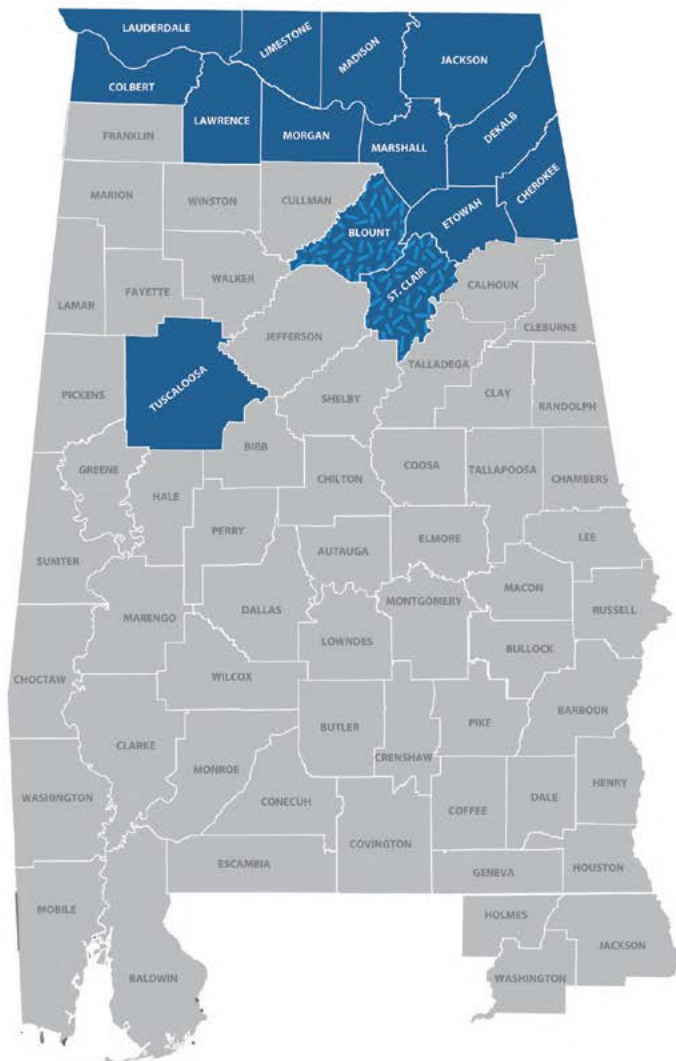 LAUDERDALE
LIMESTONE
MADISON
JACKSON
COLBERT
LAWRENCE
MORGAN
MARSHALL
DEKALB
CHEROKEE
FRANKLIN
MARION
WINSTON
CULLMAN
BLOUNT
ETOWAH
ST. CLAIR
CALHOUN
CLEBURNE
LAMAR
FAYETTE
WALKER
JEFFERSON
TALLADEGA
PICKENS
TUSCALOOSA
SHELBY
CLAY
RANDOLPH
GREENE
HALE
BIBB
CHILTON
COOSA
TALLAPOOSA
CHAMBERS
SUMTER
PERRY
AUTAUGA
ELMORE
LEE
MARENGO
DALLAS
LOWNDES
MONTGOMERY
MACON
RUSSELL
BULLOCK
CHOCTAW
WILCOX
BUTLER
CRENSHAW
PIKE
BARBOUR
CLARKE
MONROE
WASHINGTON
CONECUH
COVINGTON
COFFEE
DALE
HENRY
ESCAMBIA
GENEVA
HOUSTON
MOBILE
BALDWIN
HOLMES
JACKSON
WASHINGTON